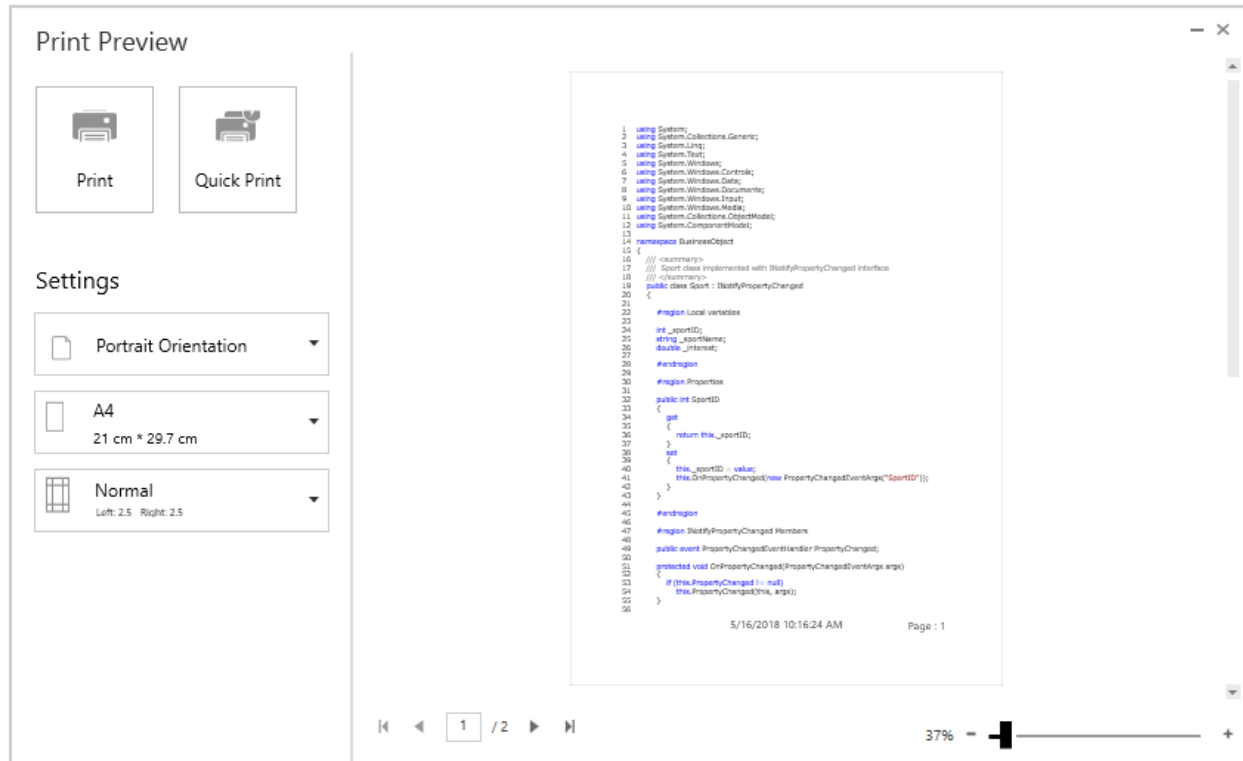 Print Preview
Print
Quick Print
Settings
Portrait Orientation
A4
21 cm * 29.7 cm
Normal
Left: 2.5 Right: 2.5
1 using System;
2 using System.Collections.Generic;
3 using System.Linq;
4 using System.Text;
5 using System.Windows;
6 using System.Windows.Controls;
7 using System.Windows.Data;
8 using System.Windows.Documents;
9 using System.Windows.Input;
10 using System.Windows.Media;
11 using System.Collections.ObjectModel;
12 using System.ComponentModel;
13
14 namespace BusinessObject
15 {
16 /// <summary>
17 /// Sport class implemented with INotifyPropertyChanged interface
18 /// </summary>
19 public class Sport : INotifyPropertyChanged
20 {
21
22 #region Local variables
23
24 int _sportID;
25 string _sportName;
26 double _interest;
27
28 #endregion
29
30 #region Properties
31
32 public int SportID
33 {
34 get
35 {
36 return this._sportID;
37 }
38 set
39 {
40 this._sportID = value;
41 this.OnPropertyChanged(new PropertyChangedEventArgs("SportID"));
42 }
43 }
44
45 #endregion
46
47 #region INotifyPropertyChanged Members
48
49 public event PropertyChangedEventHandler PropertyChanged;
50
51 protected void OnPropertyChanged(PropertyChangedEventArgs args)
52 {
53 if (this.PropertyChanged != null)
54 this.PropertyChanged(this, args);
55 }
56
5/16/2018 10:16:24 AM Page : 1
1 / 2
37%